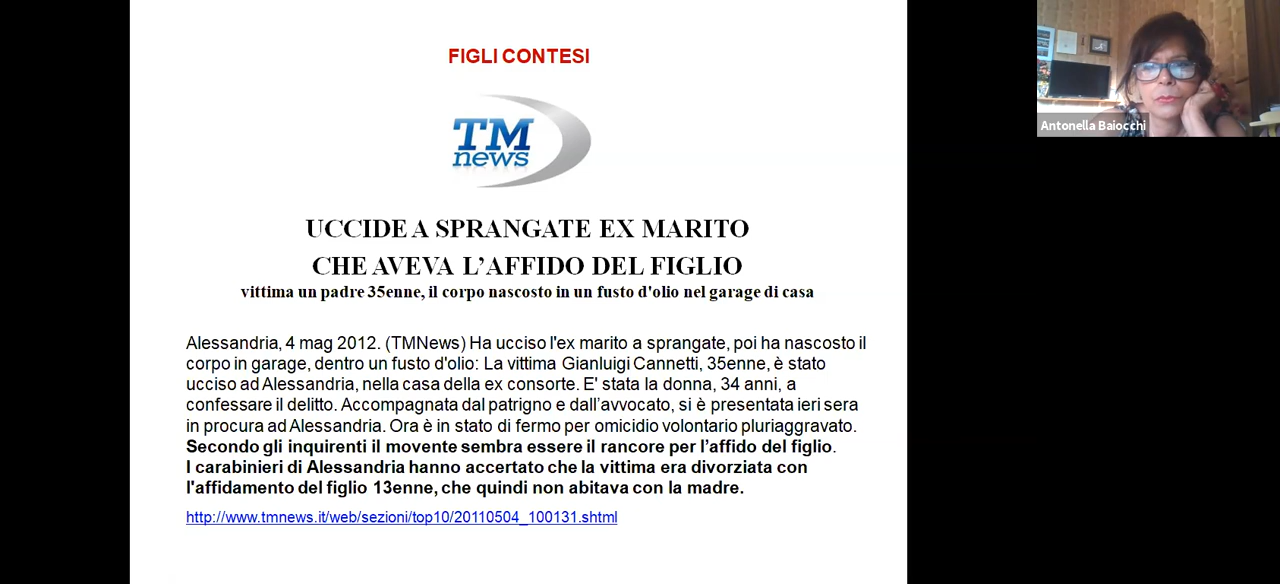 FIGLI CONTESI
TM
news
UCCIDE A SPRANGATE EX MARITO
CHE AVEVA L’AFFIDO DEL FIGLIO
vittima un padre 35enne, il corpo nascosto in un fusto d'olio nel garage di casa
Alessandria, 4 mag 2012. (TMNews) Ha ucciso l'ex marito a sprangate, poi ha nascosto il
corpo in garage, dentro un fusto d'olio: La vittima Gianluigi Cannetti, 35enne, è stato
ucciso ad Alessandria, nella casa della ex consorte. E' stata la donna, 34 anni, a
confessare il delitto. Accompagnata dal patrigno e dall’avvocato, si è presentata ieri sera
in procura ad Alessandria. Ora è in stato di fermo per omicidio volontario pluriaggravato.
Secondo gli inquirenti il movente sembra essere il rancore per l’affido del figlio.
I carabinieri di Alessandria hanno accertato che la vittima era divorziata con
l'affidamento del figlio 13enne, che quindi non abitava con la madre.
http://www.tmnews.it/web/sezioni/top10/20110504_100131.shtml
Antonella Baiocchi